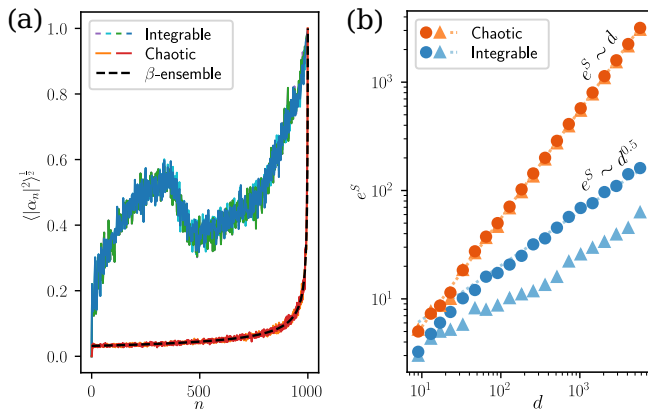 (a)
Integrable
Chaotic
β-ensemble
⟨|αₙ|²⟩^½
1.0
0.8
0.6
0.4
0.2
0.0
0
500
1000
n
(b)
Chaotic
Integrable
e^S ∼ d
e^S ∼ d^0.5
e^S
10³
10²
10¹
10¹
10²
10³
d